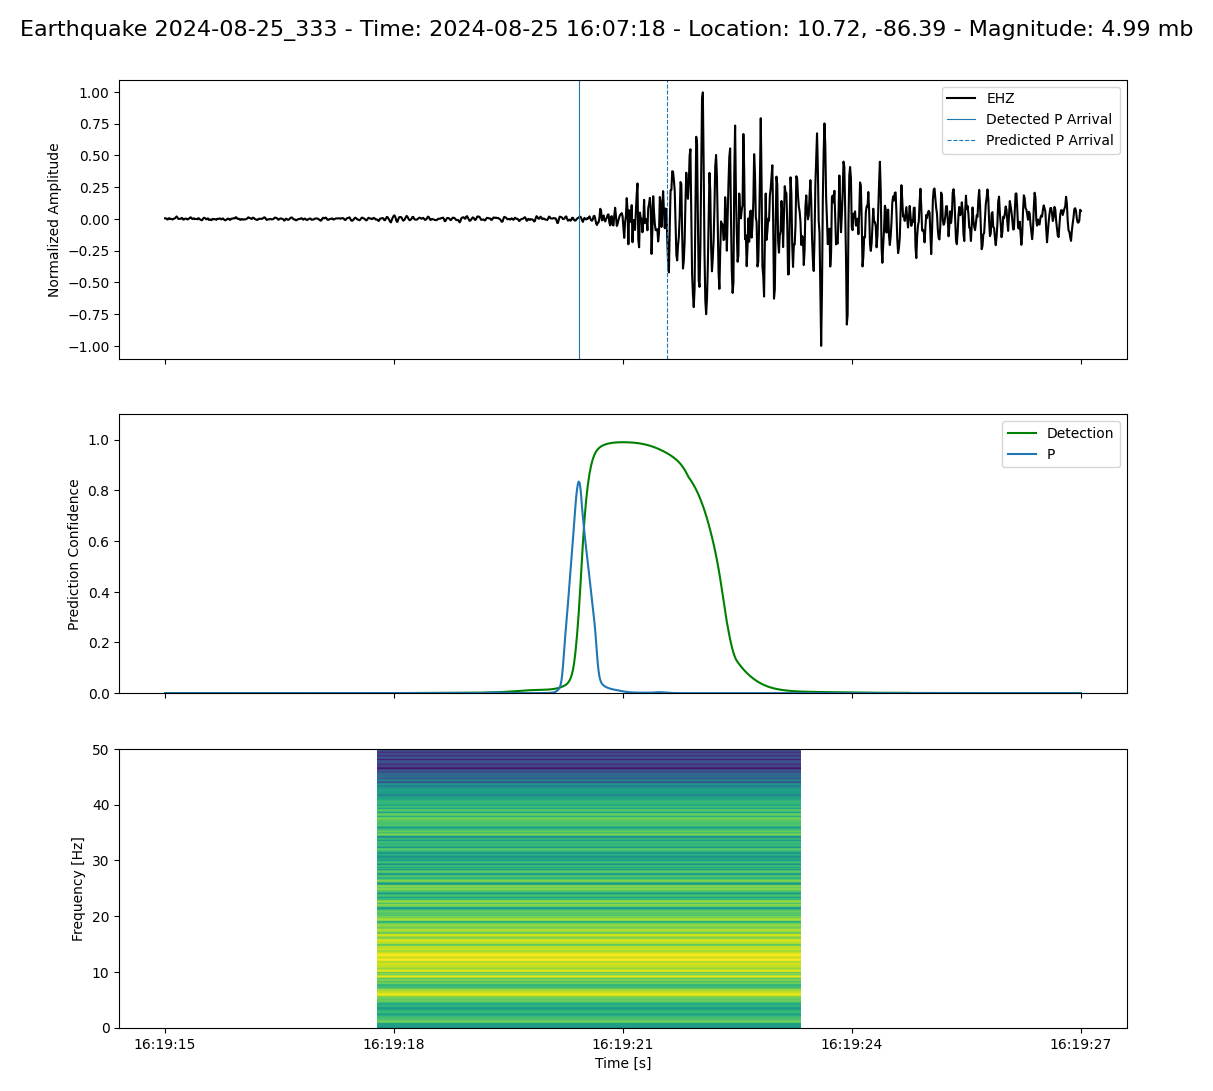 Earthquake 2024-08-25_333 - Time: 2024-08-25 16:07:18 - Location: 10.72, -86.39 - Magnitude: 4.99 mb
Normalized Amplitude
1.00
0.75
0.50
0.25
0.00
−0.25
−0.50
−0.75
−1.00
EHZ
Detected P Arrival
Predicted P Arrival
Prediction Confidence
1.0
0.8
0.6
0.4
0.2
0.0
Detection
P
Frequency [Hz]
50
40
30
20
10
0
16:19:15 16:19:18 16:19:21 16:19:24 16:19:27
Time [s]